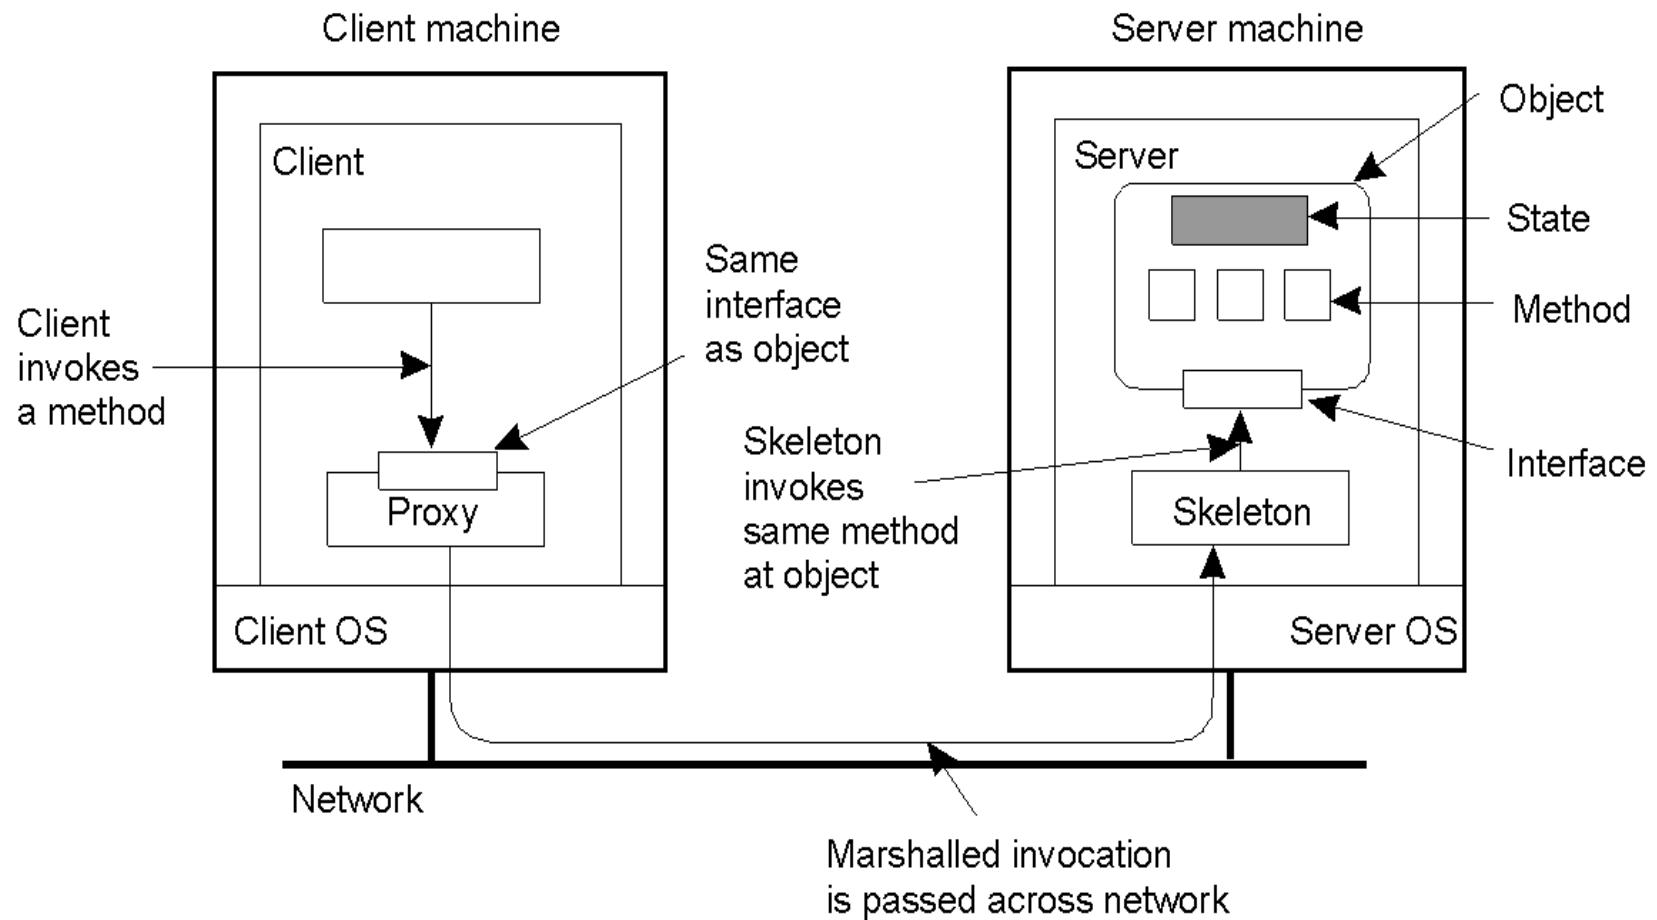 Client machine
Server machine
Object
Client
Server
State
Same
interface
as object
Method
Client
invokes
a method
Skeleton
invokes
same method
at object
Interface
Proxy
Skeleton
Client OS
Server OS
Network
Marshalled invocation
is passed across network